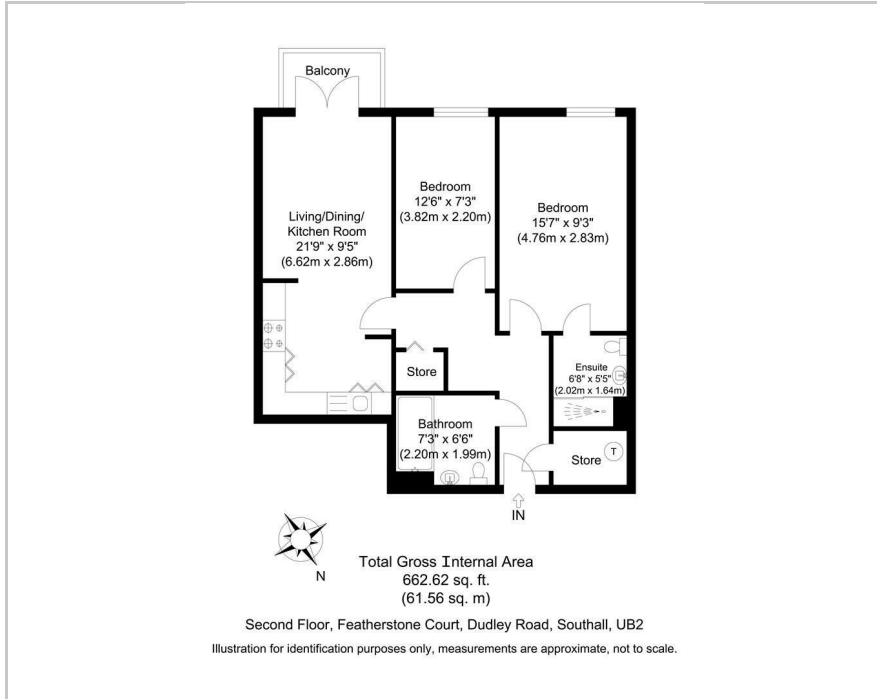 Balcony
Bedroom
12'6" x 7'3"
(3.82m x 2.20m)
Bedroom
15'7" x 9'3"
(4.76m x 2.83m)
Living/Dining/
Kitchen Room
21'9" x 9'5"
(6.62m x 2.86m)
Store
Ensuite
6'8" x 5'5"
(2.02m x 1.64m)
Bathroom
7'3" x 6'6"
(2.20m x 1.99m)
Store
T
IN
N
Total Gross Internal Area
662.62 sq. ft.
(61.56 sq. m)
Second Floor, Featherstone Court, Dudley Road, Southall, UB2
Illustration for identification purposes only, measurements are approximate, not to scale.